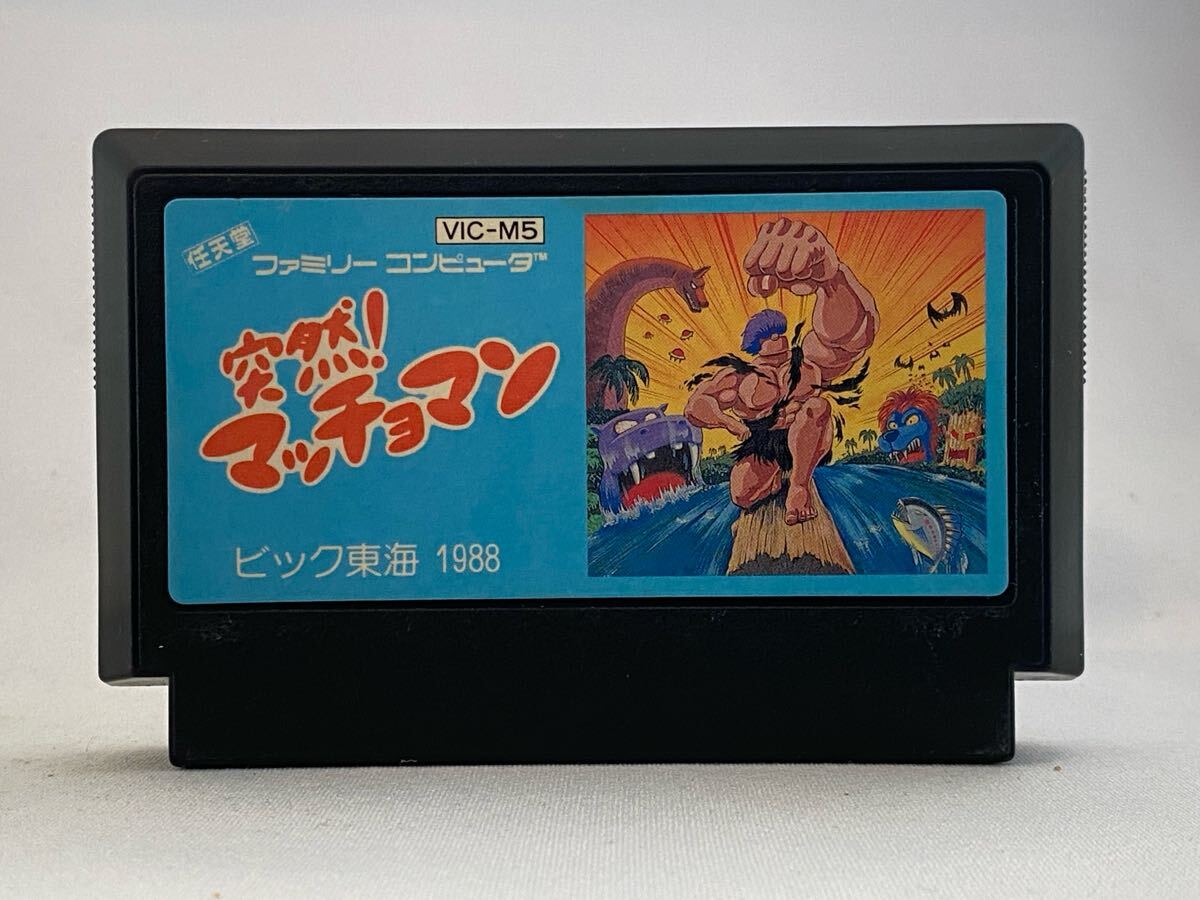 任天堂
VIC-M5
ファミリー コンピュータ™
突然!
マッチョマン
ビック東海 1988